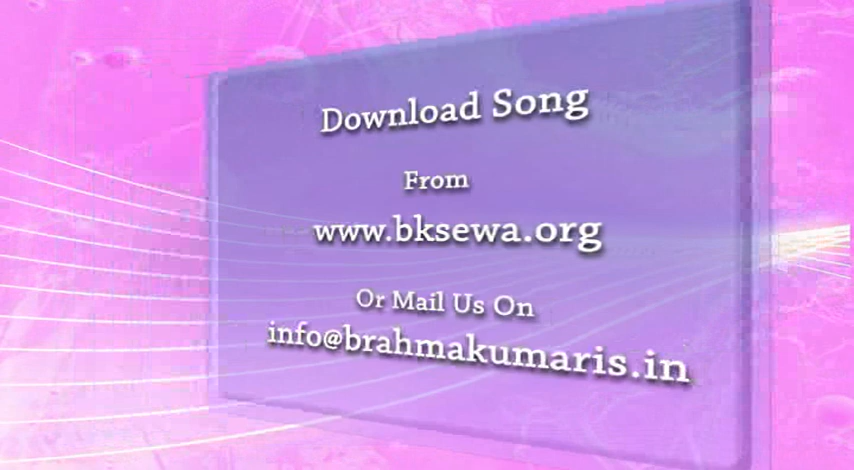 Download Song
From
www.bksewa.org
Or Mail Us On
info@brahmakumaris.in